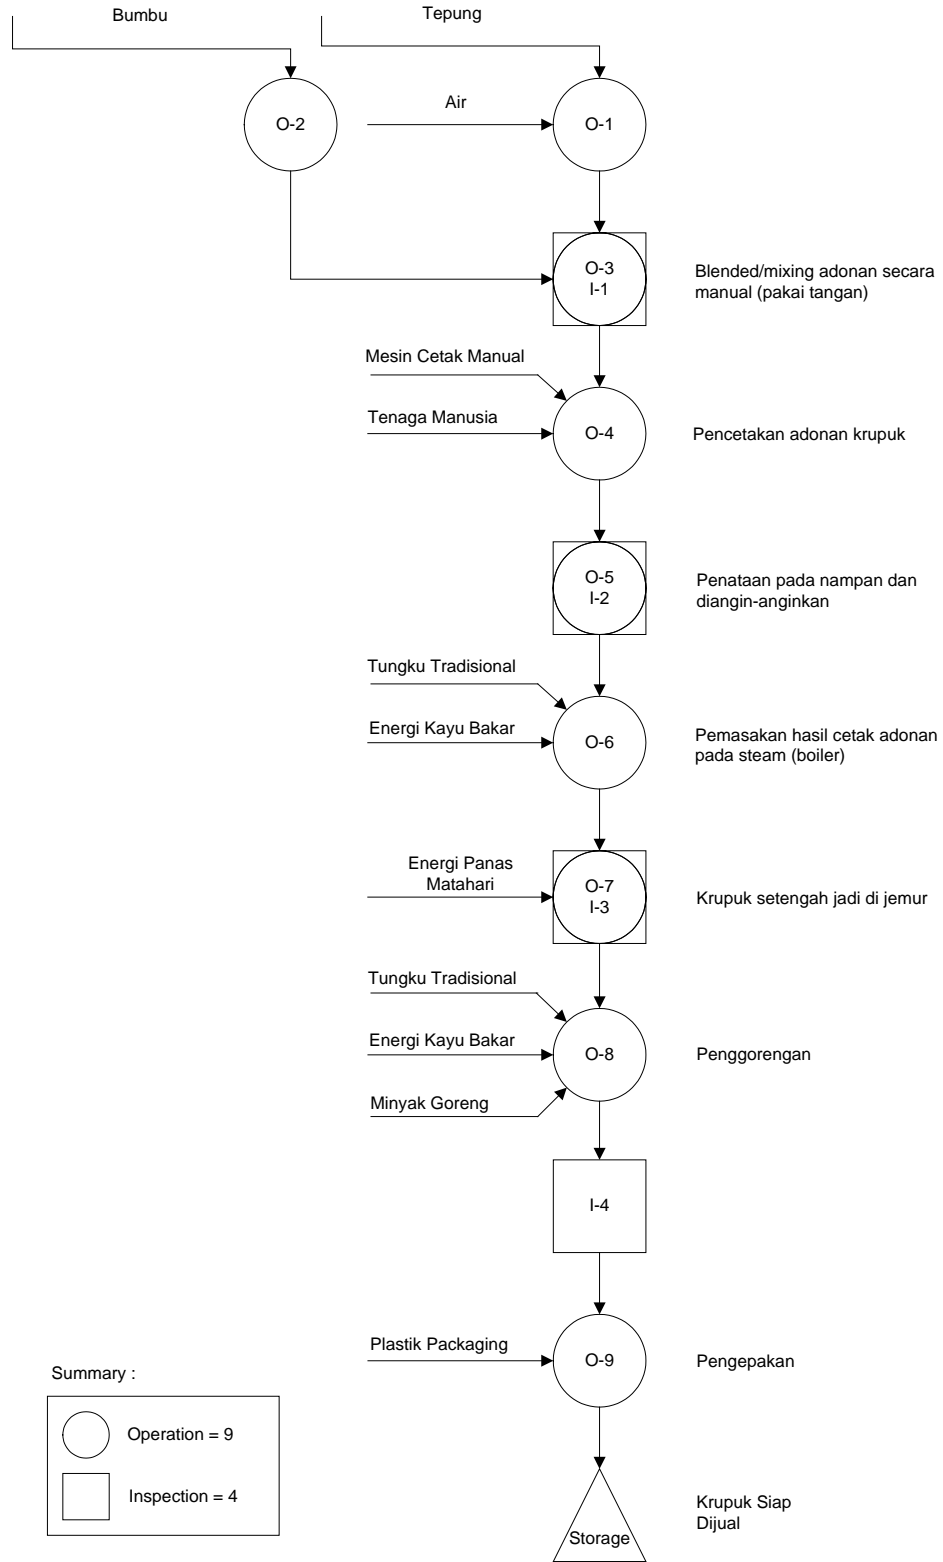 Bumbu
Tepung
O-2
Air
O-1
O-3
I-1
Blended/mixing adonan secara
manual (pakai tangan)
Mesin Cetak Manual
Tenaga Manusia
O-4
Pencetakan adonan krupuk
O-5
I-2
Penataan pada nampan dan
diangin-anginkan
Tungku Tradisional
Energi Kayu Bakar
O-6
Pemasakan hasil cetak adonan
pada steam (boiler)
Energi Panas
Matahari
O-7
I-3
Krupuk setengah jadi di jemur
Tungku Tradisional
Energi Kayu Bakar
Minyak Goreng
O-8
Penggorengan
I-4
Plastik Packaging
O-9
Pengepakan
Summary :
Operation = 9
Inspection = 4
Storage
Krupuk Siap
Dijual